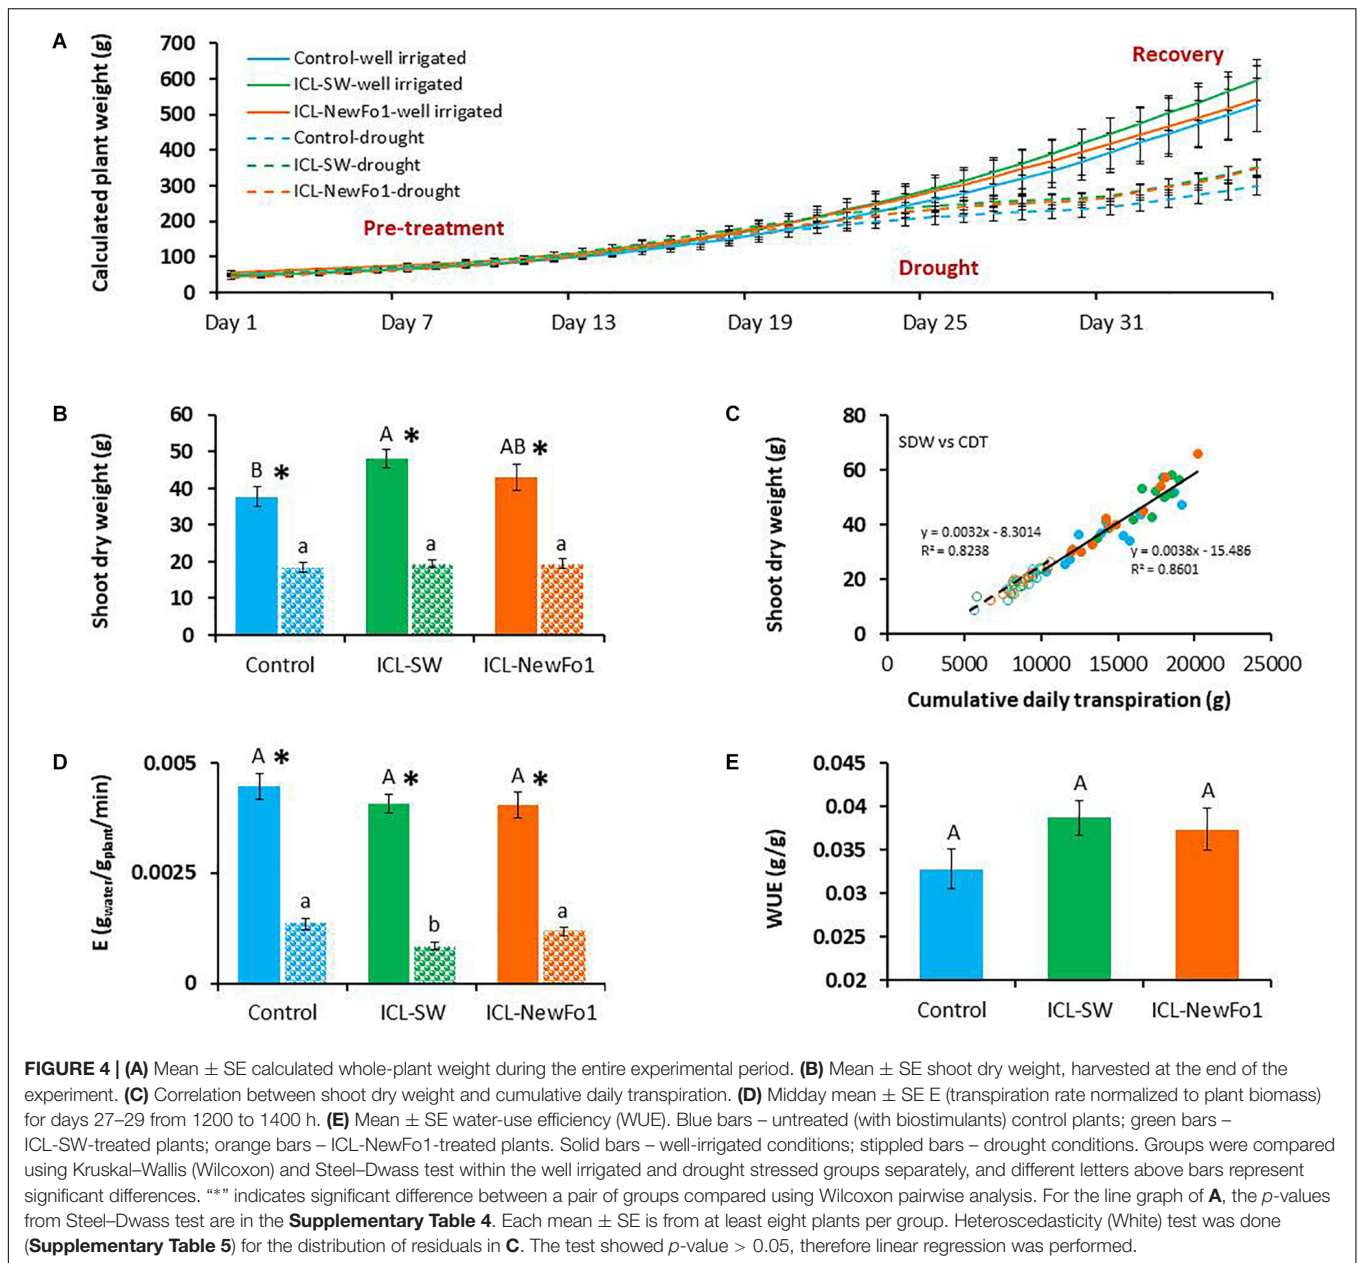 A
Calculated plant weight (g)
700
600
500
400
300
200
100
0
Control-well irrigated
ICL-SW-well irrigated
ICL-NewFo1-well irrigated
Control-drought
ICL-SW-drought
ICL-NewFo1-drought
Pre-treatment
Drought
Recovery
Day 1 Day 7 Day 13 Day 19 Day 25 Day 31
B
Shoot dry weight (g)
60
50
40
30
20
10
0
B * a A * a AB * a
Control ICL-SW ICL-NewFo1
C
Shoot dry weight (g)
80
60
40
20
0
SDW vs CDT
y = 0.0032x - 8.3014
R² = 0.8238
y = 0.0038x - 15.486
R² = 0.8601
0 5000 10000 15000 20000 25000
Cumulative daily transpiration (g)
D
E (gwater/gplant/min)
0.005
0.0025
0
A * a A * b A * a
Control ICL-SW ICL-NewFo1
E
WUE (g/g)
0.045
0.04
0.035
0.03
0.025
0.02
A A A
Control ICL-SW ICL-NewFo1
FIGURE 4 | (A) Mean ± SE calculated whole-plant weight during the entire experimental period. (B) Mean ± SE shoot dry weight, harvested at the end of the
experiment. (C) Correlation between shoot dry weight and cumulative daily transpiration. (D) Midday mean ± SE E (transpiration rate normalized to plant biomass)
for days 27–29 from 1200 to 1400 h. (E) Mean ± SE water-use efficiency (WUE). Blue bars – untreated (with biostimulants) control plants; green bars –
ICL-SW-treated plants; orange bars – ICL-NewFo1-treated plants. Solid bars – well-irrigated conditions; stippled bars – drought conditions. Groups were compared
using Kruskal–Wallis (Wilcoxon) and Steel–Dwass test within the well irrigated and drought stressed groups separately, and different letters above bars represent
significant differences. “*” indicates significant difference between a pair of groups compared using Wilcoxon pairwise analysis. For the line graph of A, the p-values
from Steel–Dwass test are in the Supplementary Table 4. Each mean ± SE is from at least eight plants per group. Heteroscedasticity (White) test was done
(Supplementary Table 5) for the distribution of residuals in C. The test showed p-value > 0.05, therefore linear regression was performed.